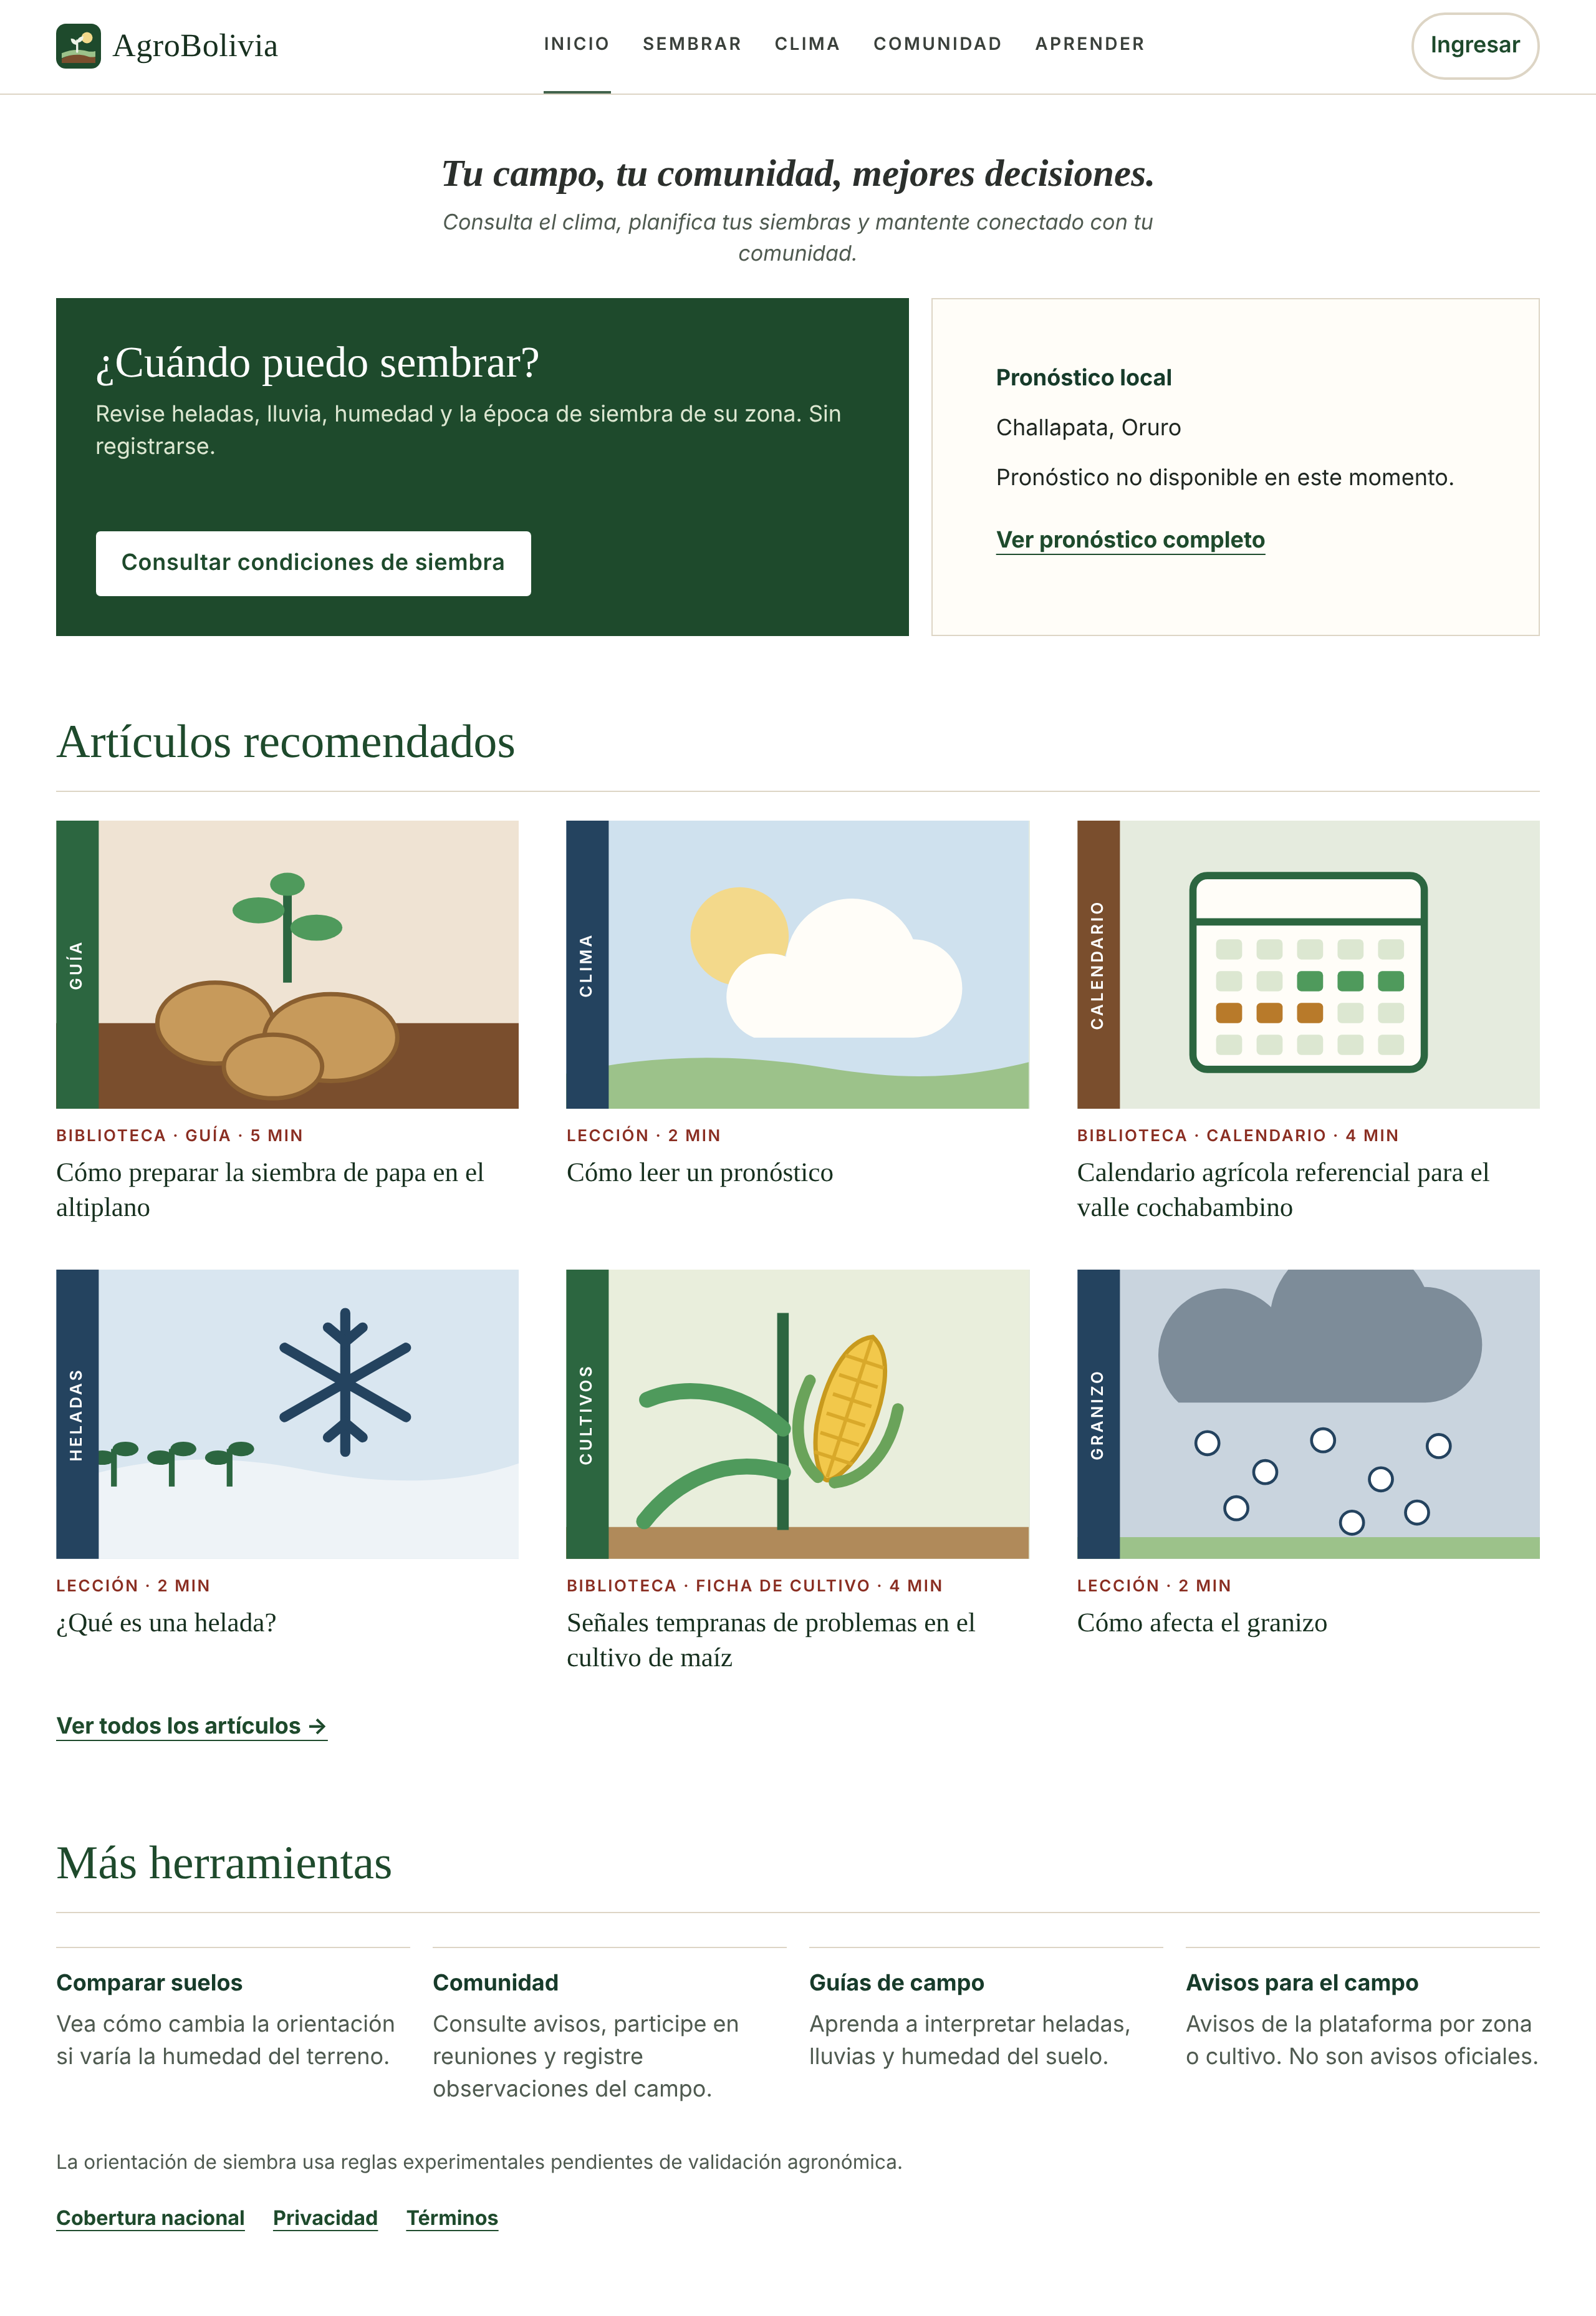 AgroBolivia
INICIO
SEMBRAR
CLIMA
COMUNIDAD
APRENDER
Ingresar
Tu campo, tu comunidad, mejores decisiones.
Consulta el clima, planifica tus siembras y mantente conectado con tu
comunidad.
¿Cuándo puedo sembrar?
Revise heladas, lluvia, humedad y la época de siembra de su zona. Sin
registrarse.
Consultar condiciones de siembra
Pronóstico local
Challapata, Oruro
Pronóstico no disponible en este momento.
Ver pronóstico completo
Artículos recomendados
GUÍA
BIBLIOTECA · GUÍA · 5 MIN
Cómo preparar la siembra de papa en el
altiplano
CLIMA
LECCIÓN · 2 MIN
Cómo leer un pronóstico
CALENDARIO
BIBLIOTECA · CALENDARIO · 4 MIN
Calendario agrícola referencial para el
valle cochabambino
HELADAS
LECCIÓN · 2 MIN
¿Qué es una helada?
CULTIVOS
BIBLIOTECA · FICHA DE CULTIVO · 4 MIN
Señales tempranas de problemas en el
cultivo de maíz
GRANIZO
LECCIÓN · 2 MIN
Cómo afecta el granizo
Ver todos los artículos →
Más herramientas
Comparar suelos
Vea cómo cambia la orientación
si varía la humedad del terreno.
Comunidad
Consulte avisos, participe en
reuniones y registre
observaciones del campo.
Guías de campo
Aprenda a interpretar heladas,
lluvias y humedad del suelo.
Avisos para el campo
Avisos de la plataforma por zona
o cultivo. No son avisos oficiales.
La orientación de siembra usa reglas experimentales pendientes de validación agronómica.
Cobertura nacional
Privacidad
Términos